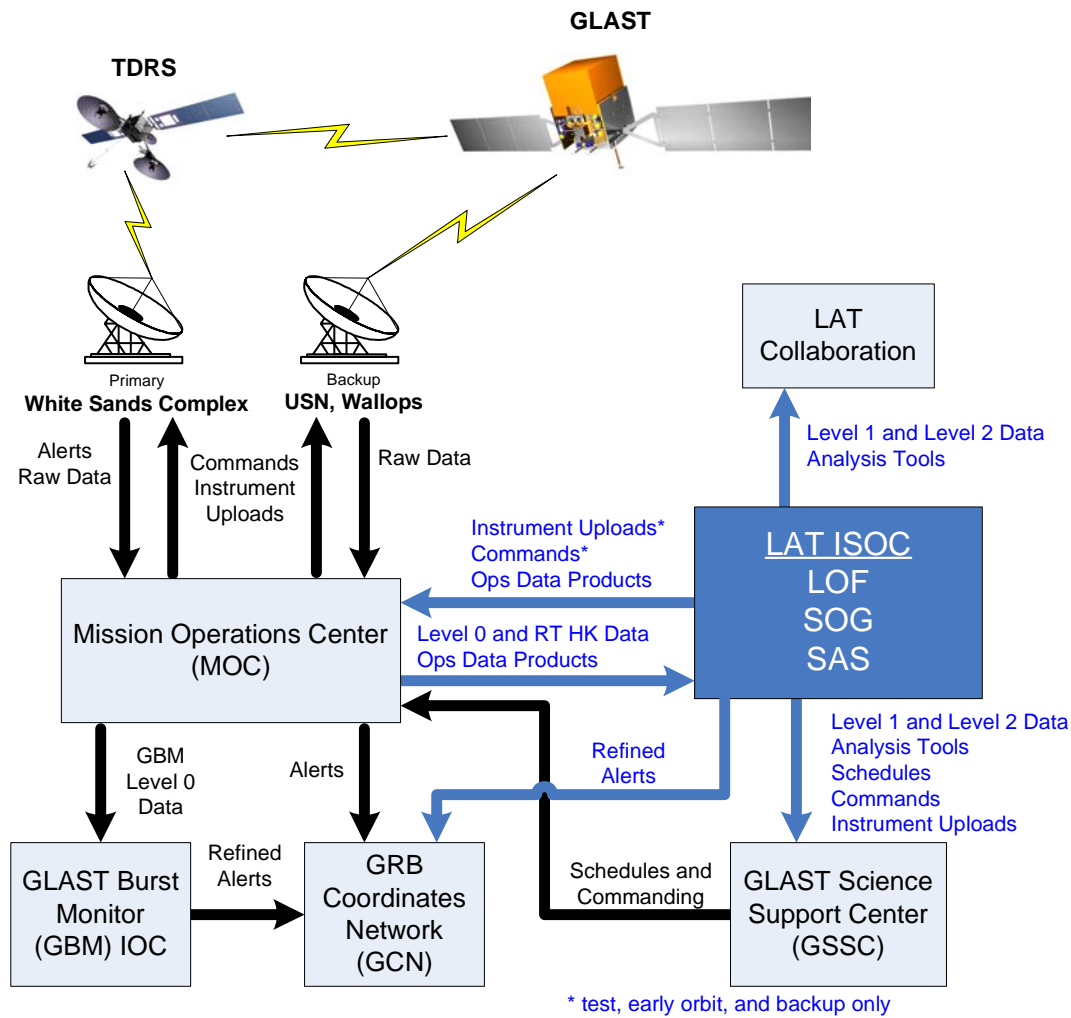 GLAST
TDRS
Primary
White Sands Complex
Backup
USN, Wallops
LAT
Collaboration
Alerts
Raw Data
Commands
Instrument
Uploads
Raw Data
Level 1 and Level 2 Data
Analysis Tools
Instrument Uploads*
Commands*
Ops Data Products
LAT ISOC
LOF
SOG
SAS
Mission Operations Center
(MOC)
Level 0 and RT HK Data
Ops Data Products
GBM
Level 0
Data
Alerts
Refined
Alerts
Level 1 and Level 2 Data
Analysis Tools
Schedules
Commands
Instrument Uploads
GLAST Burst
Monitor
(GBM) IOC
Refined
Alerts
GRB
Coordinates
Network
(GCN)
Schedules and
Commanding
GLAST Science
Support Center
(GSSC)
* test, early orbit, and backup only